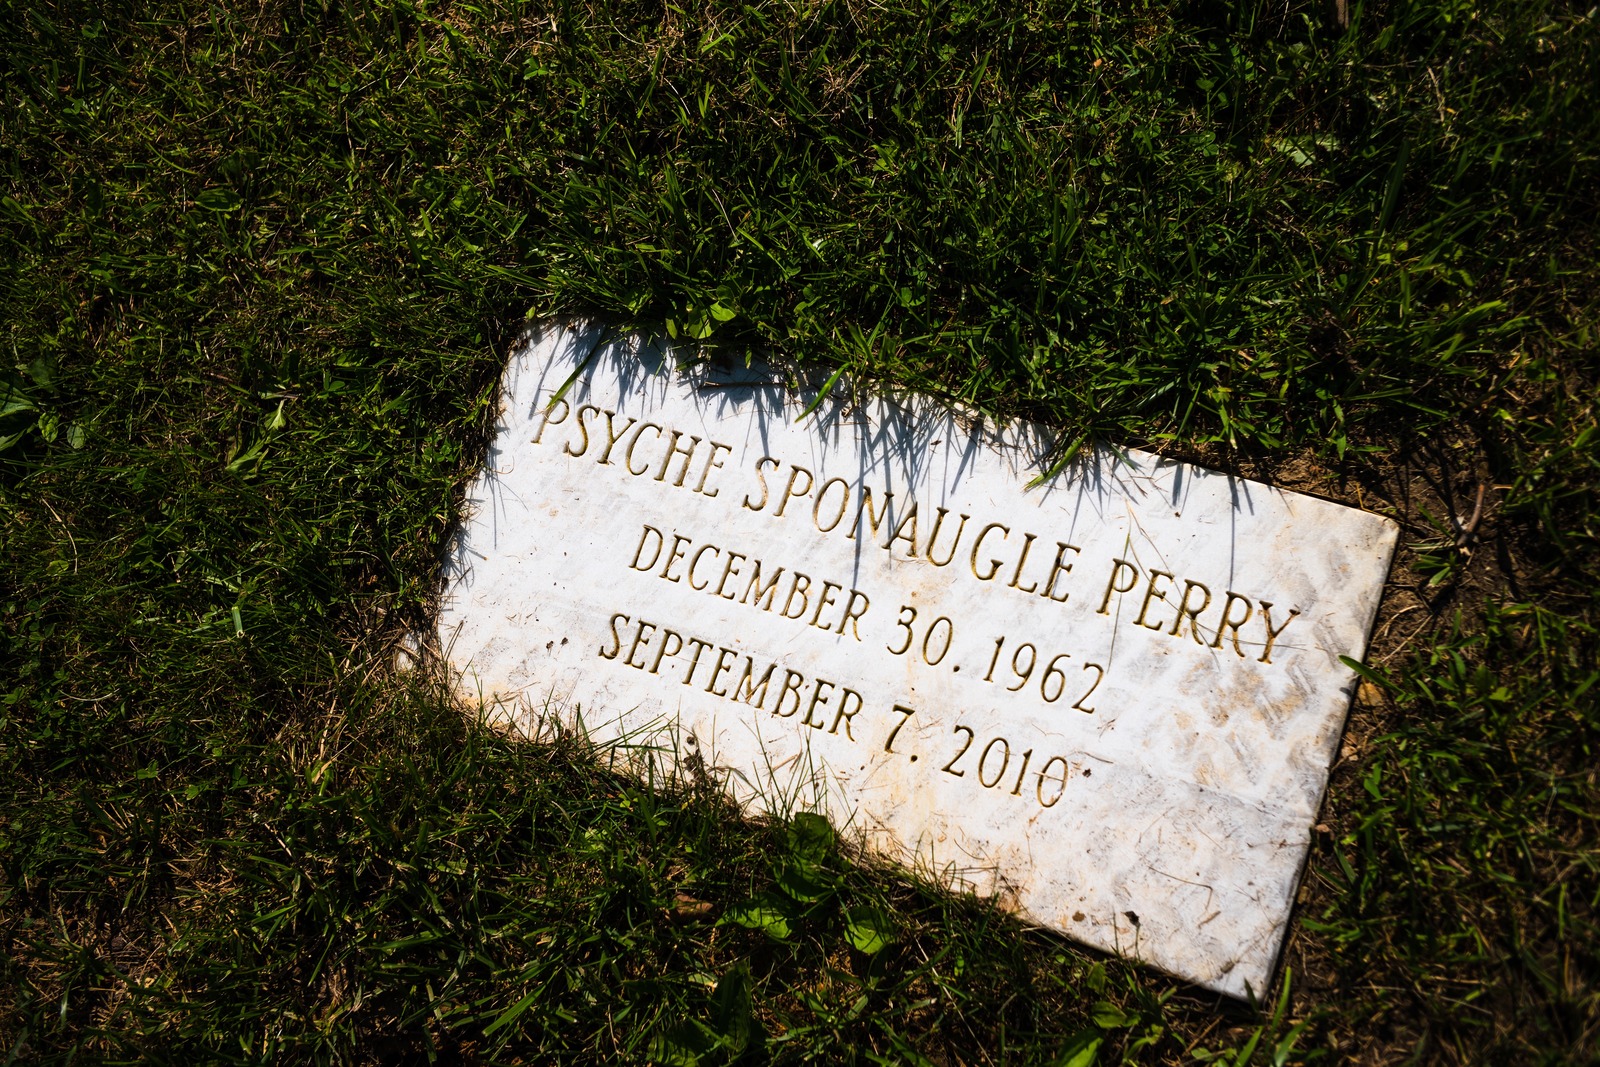 PSYCHE SPONAUGLE PERRY
DECEMBER 30. 1962
SEPTEMBER 7. 2010